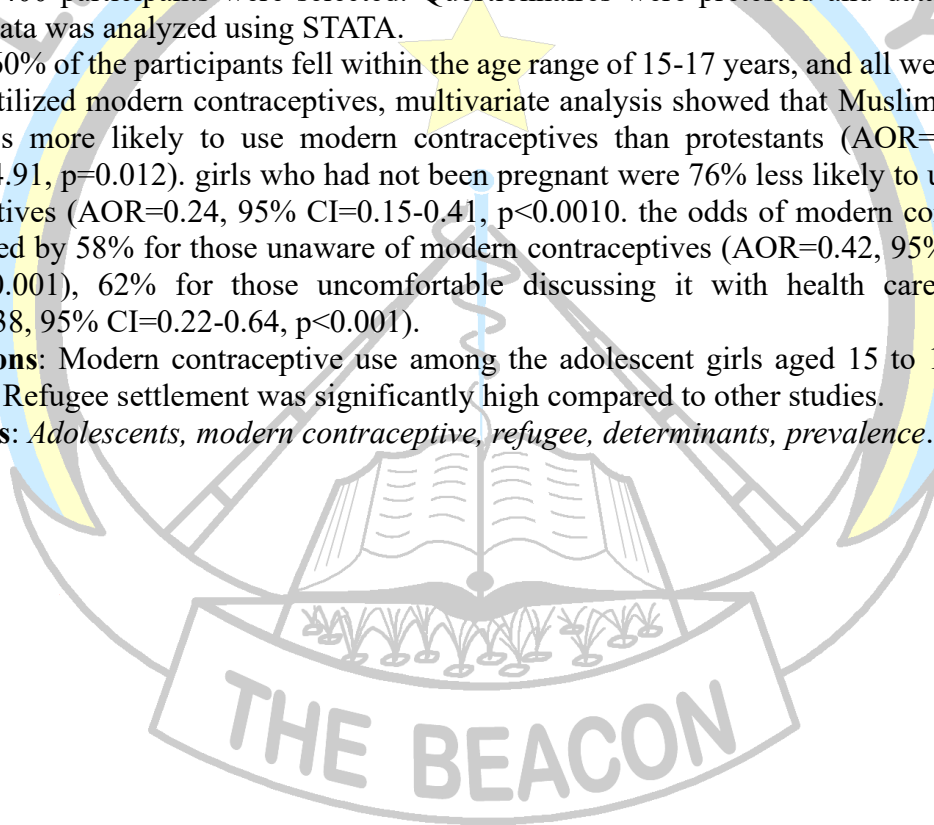 participants were selected. Questionnaires were and
ata was analyzed using STATA.
60% of the participants fell within the age range of 15-17 years, and all we
tilized modern contraceptives, multivariate analysis showed that Muslim
s more likely to use modern contraceptives than protestants (AOR=
4.91, p=0.012). girls who had not been pregnant were 76% less likely to u
tives (AOR=0.24, 95% CI=0.15-0.41, p<0.0010. the odds of modern co
ed by 58% for those unaware of modern contraceptives (AOR=0.42, 95%
0.001), 62% for those uncomfortable discussing it with health care
38, 95% CI=0.22-0.64, p<0.001).
ons: Modern contraceptive use among the adolescent girls aged 15 to 1
Refugee settlement was significantly high compared to other studies.
s: Adolescents, modern contraceptive, refugee, determinants, prevalence.
THE BEACON